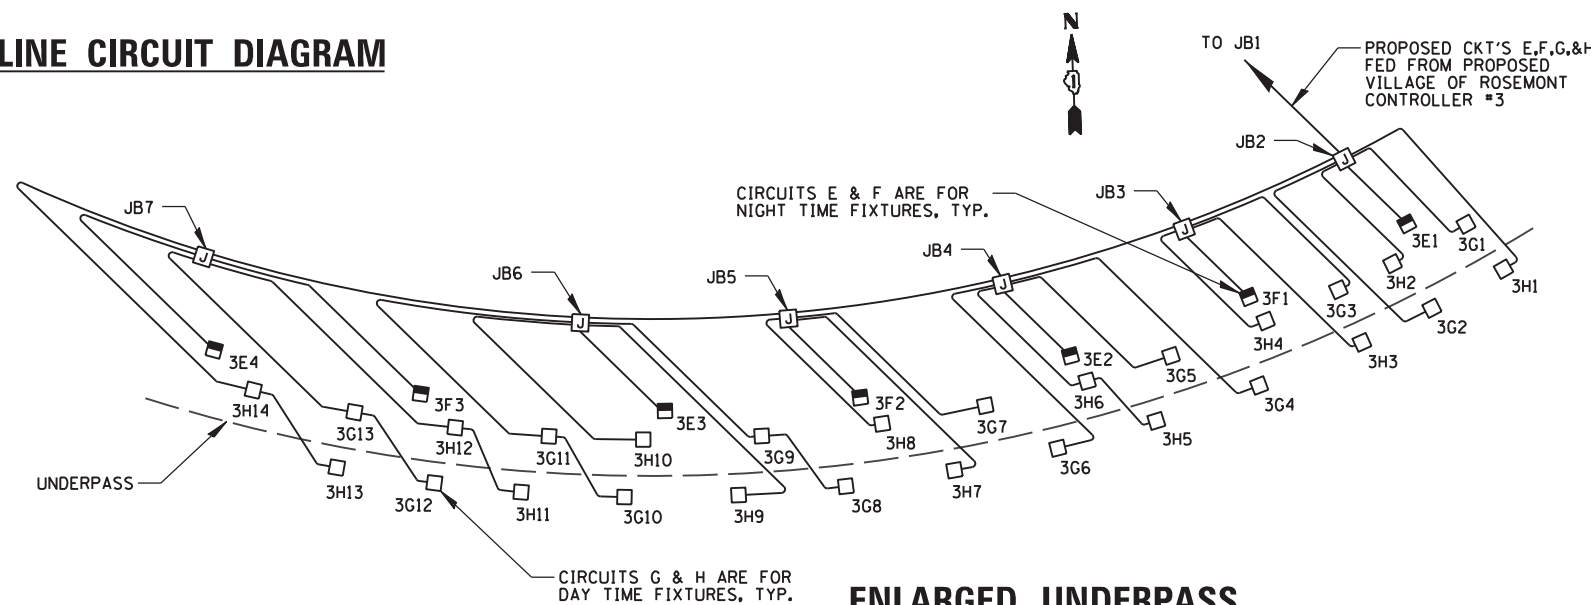 LINE CIRCUIT DIAGRAM
N
TO JB1
PROPOSED CKT'S E,F,G,&H
FED FROM PROPOSED
VILLAGE OF ROSEMONT
CONTROLLER #3
JB2
J
CIRCUITS E & F ARE FOR
NIGHT TIME FIXTURES, TYP.
JB3
J
JB7
J
JB4
J
JB6
J
JB5
J
3E1
3G1
3H2
3H1
3F1
3G3
3G2
3H4
3H3
3E2
3G5
3G4
3H6
3H5
3E4
3H14
3F3
3G13
3H12
3E3
3G11
3H10
3F2
3H8
3G7
3G9
3G6
3H7
UNDERPASS
3H13
3G12
3H11
3G10
3H9
3G8
CIRCUITS G & H ARE FOR
DAY TIME FIXTURES, TYP.
ENLARGED UNDERPASS